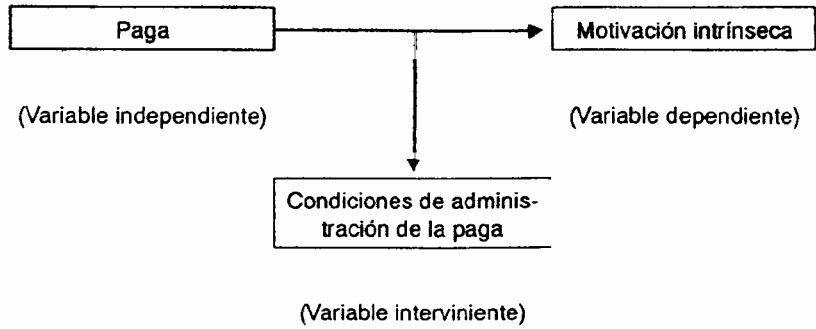 Paga
Motivación intrínseca
(Variable independiente)
(Variable dependiente)
Condiciones de adminis-
tración de la paga
(Variable interviniente)